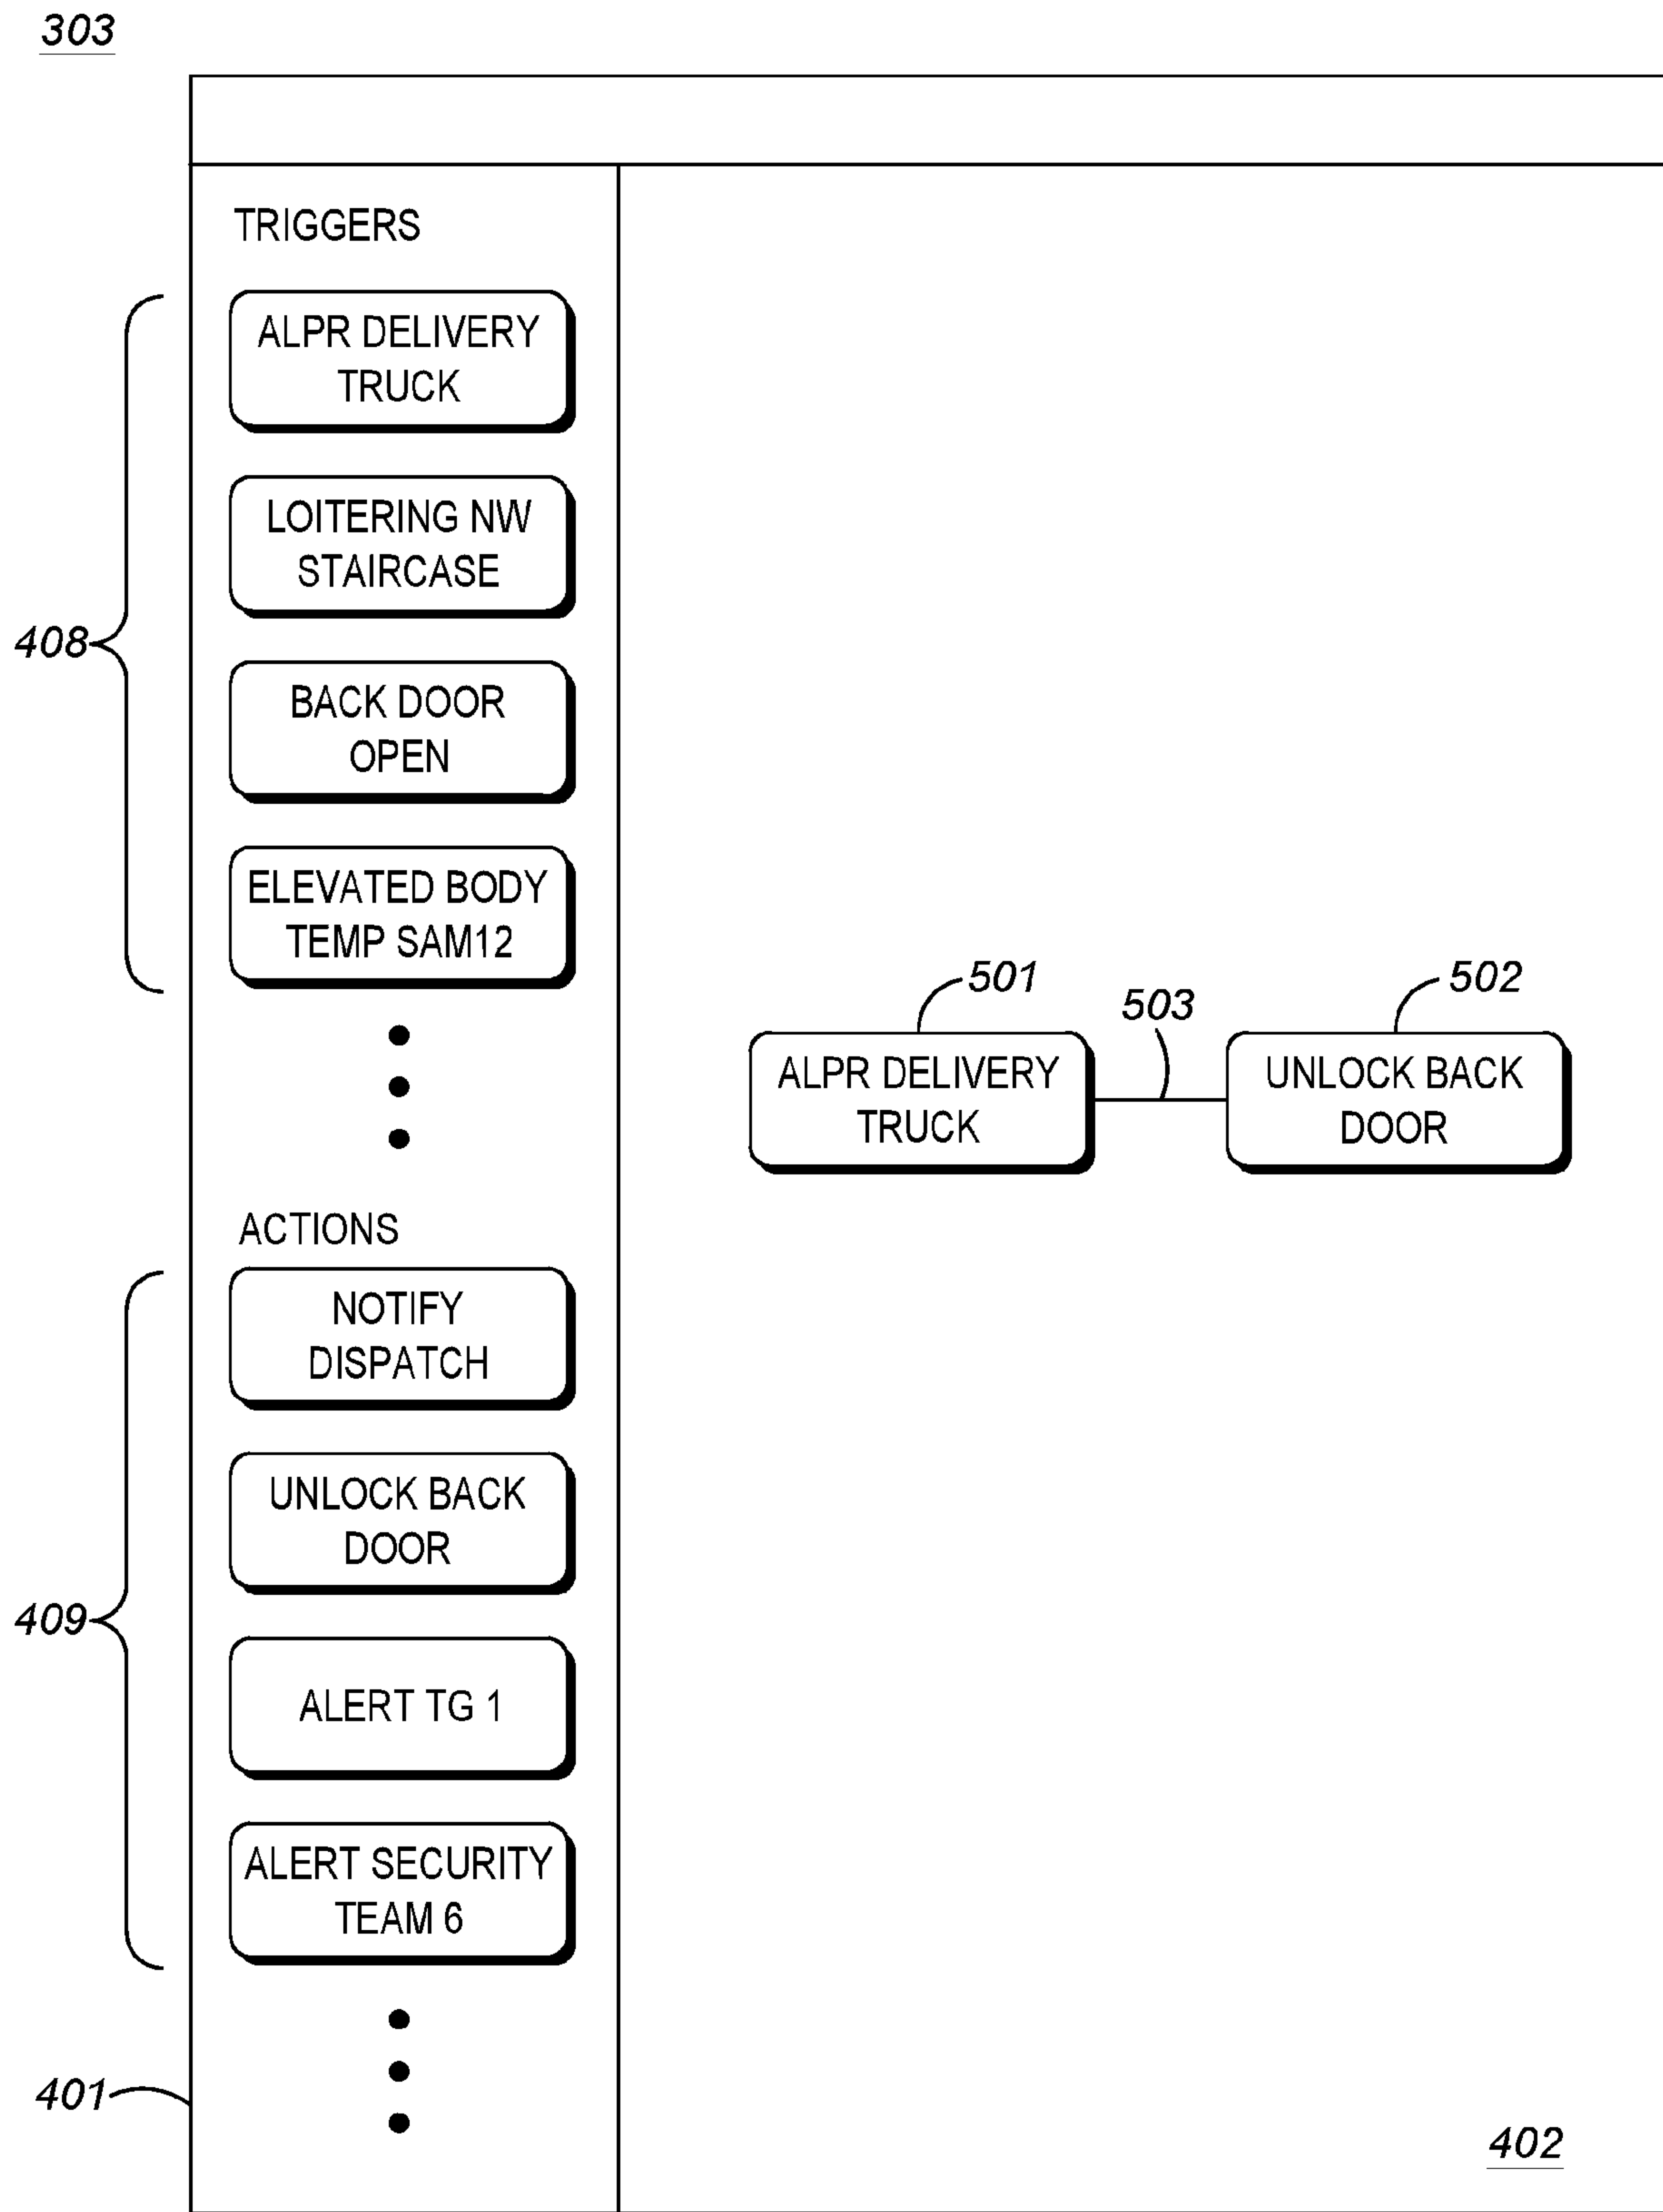 303
TRIGGERS
ALPR DELIVERY
TRUCK
LOITERING NW
STAIRCASE
408
BACK DOOR
OPEN
ELEVATED BODY
TEMP SAM12
501
503
502
ALPR DELIVERY
TRUCK
UNLOCK BACK
DOOR
ACTIONS
NOTIFY
DISPATCH
UNLOCK BACK
DOOR
409
ALERT TG 1
ALERT SECURITY
TEAM 6
401
402